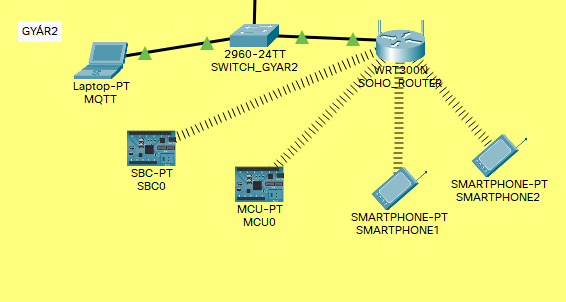 GYÁR2
2960-24TT
SWITCH_GYAR2
WRT300N
SOHO_ROUTER
Laptop-PT
MQTT
SBC-PT
SBC0
MCU-PT
MCU0
SMARTPHONE-PT
SMARTPHONE1
SMARTPHONE-PT
SMARTPHONE2